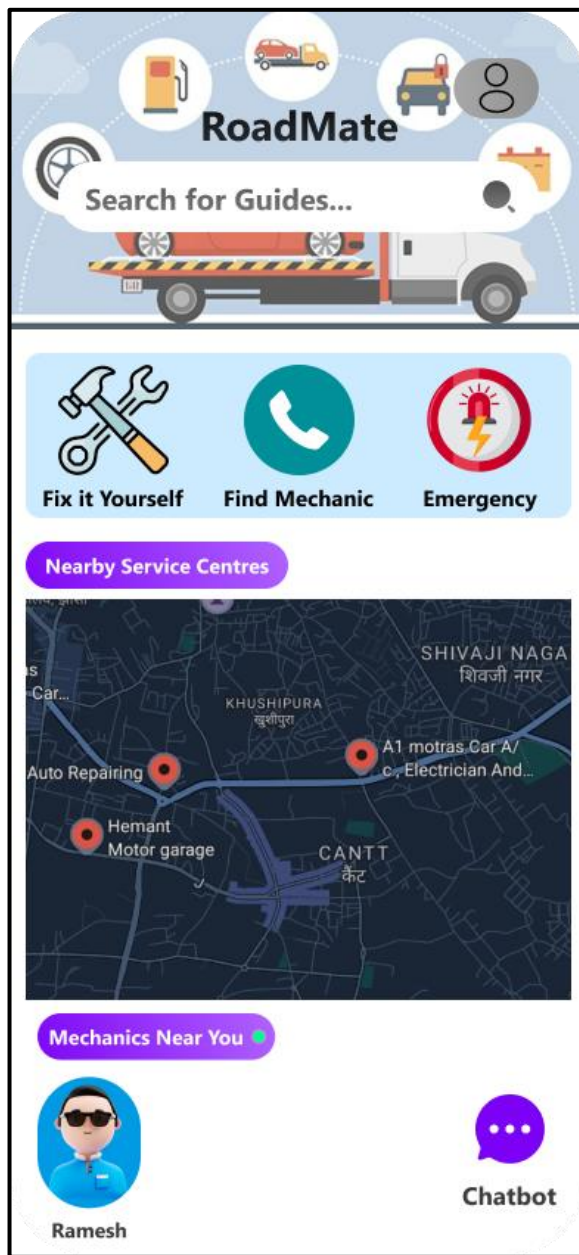 RoadMate
Search for Guides...
Fix it Yourself
Find Mechanic
Emergency
Nearby Service Centres
झांसी
SHIVAJI NAGA
शिवजी नगर
Car...
KHUSHIPURA
खुशीपुरा
A1 motras Car A/
c , Electrician And...
Auto Repairing
Hemant
Motor garage
CANTT
कैंट
Mechanics Near You
Ramesh
Chatbot